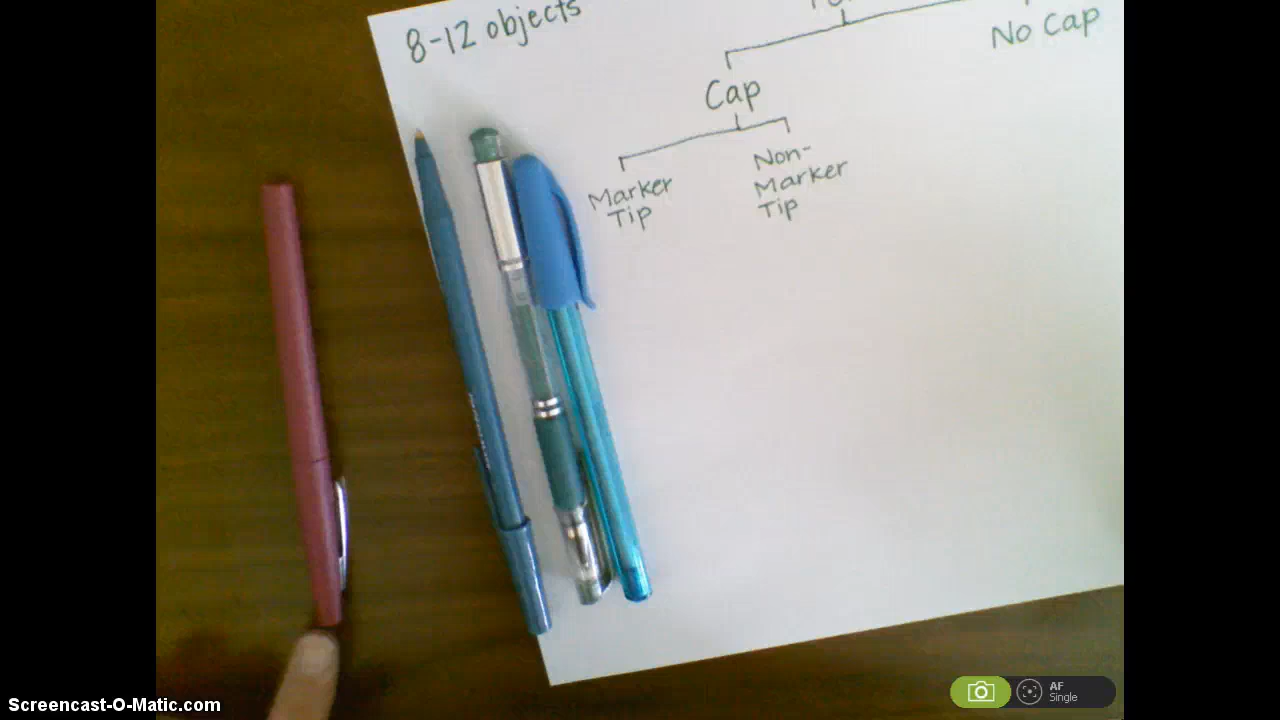 8-12 objects
No Cap
Cap
Marker
Tip
Non-
Marker
Tip
AF
Single
Screencast-O-Matic.com